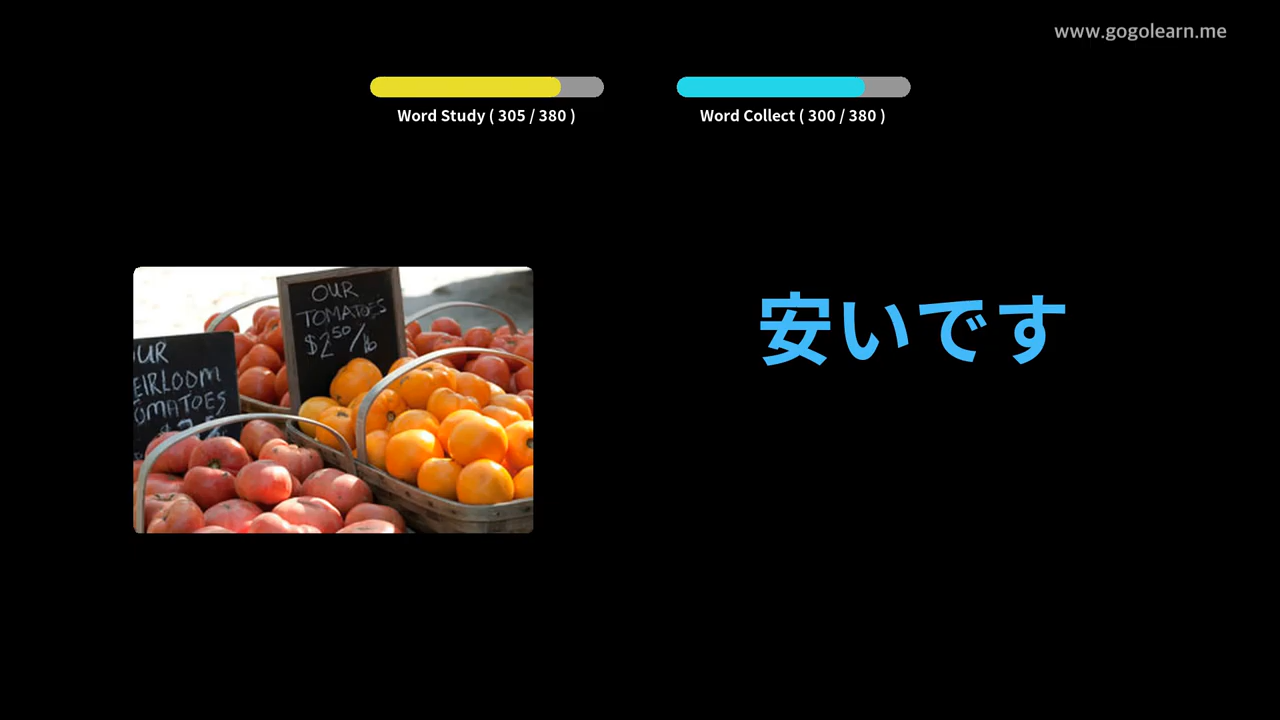 www.gogolearn.me
Word Study ( 305 / 380 )
Word Collect ( 300 / 380 )
OUR
TOMATOES
$2.50/lb
UR
EIRLOOM
OMATOES
安いです